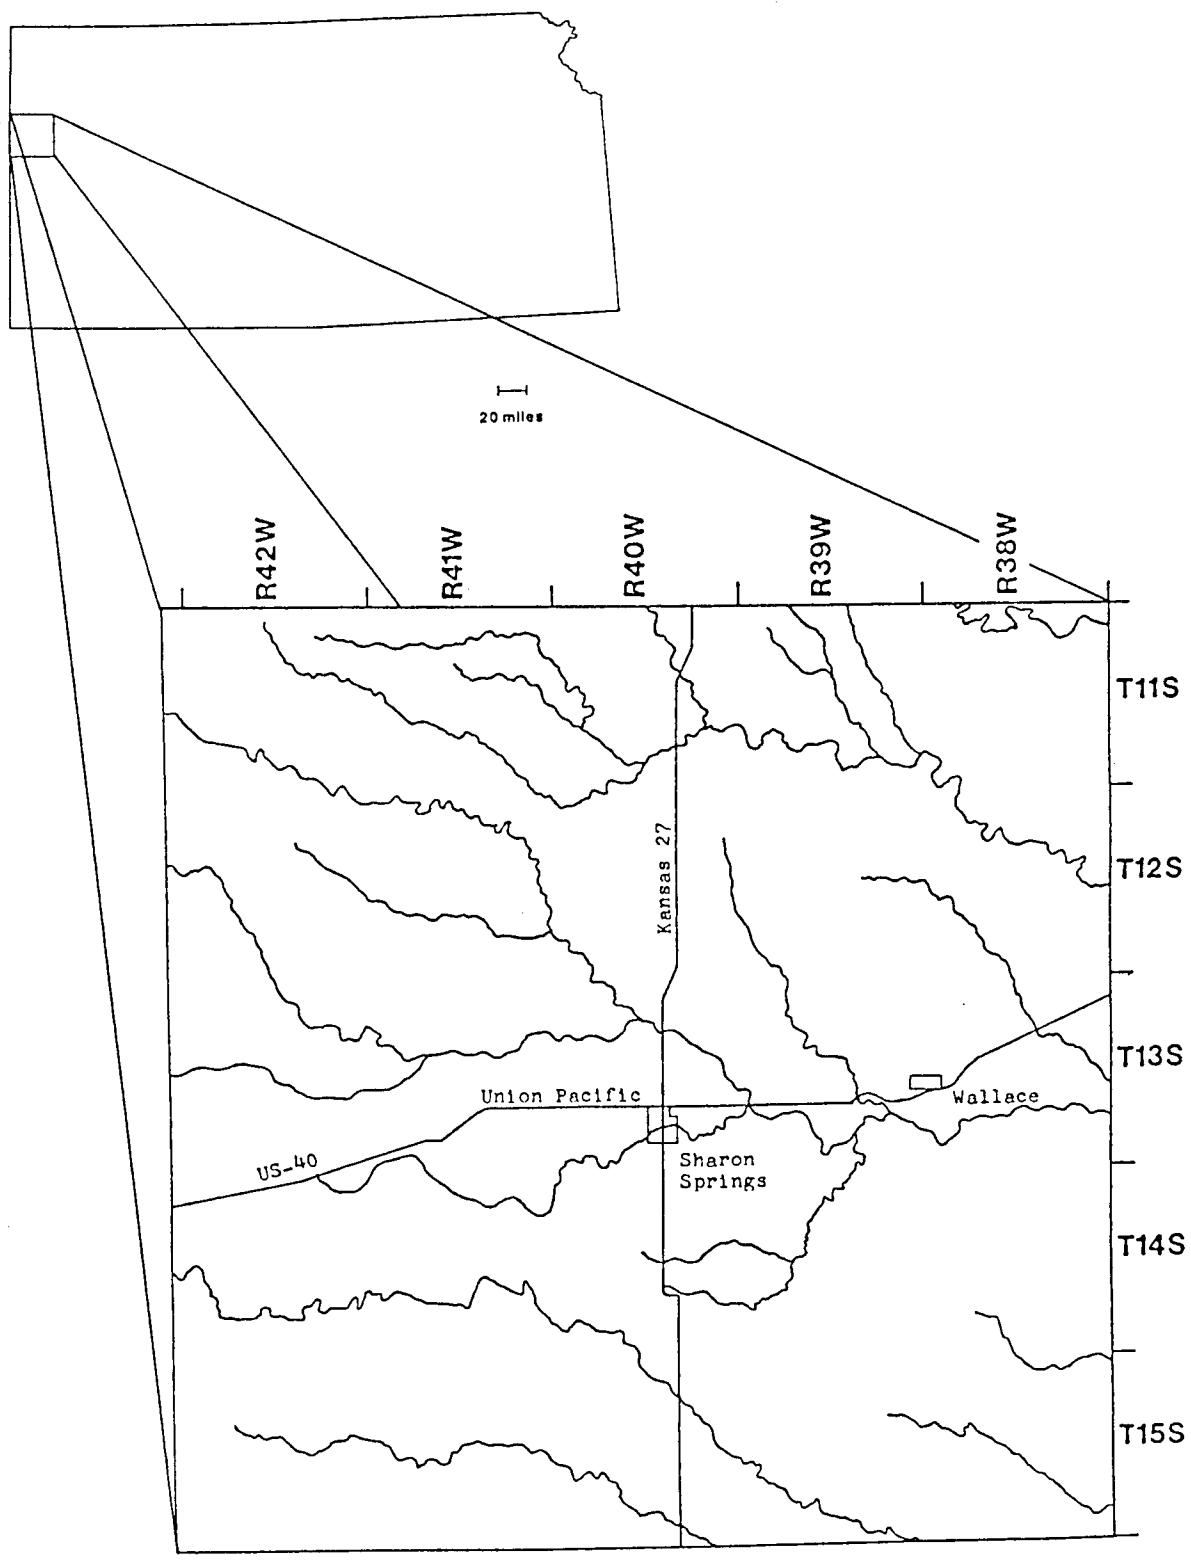 20 miles
R42W
R41W
R40W
R39W
R38W
T11S
T12S
T13S
T14S
T15S
Kansas 27
Union Pacific
Wallace
US-40
Sharon
Springs